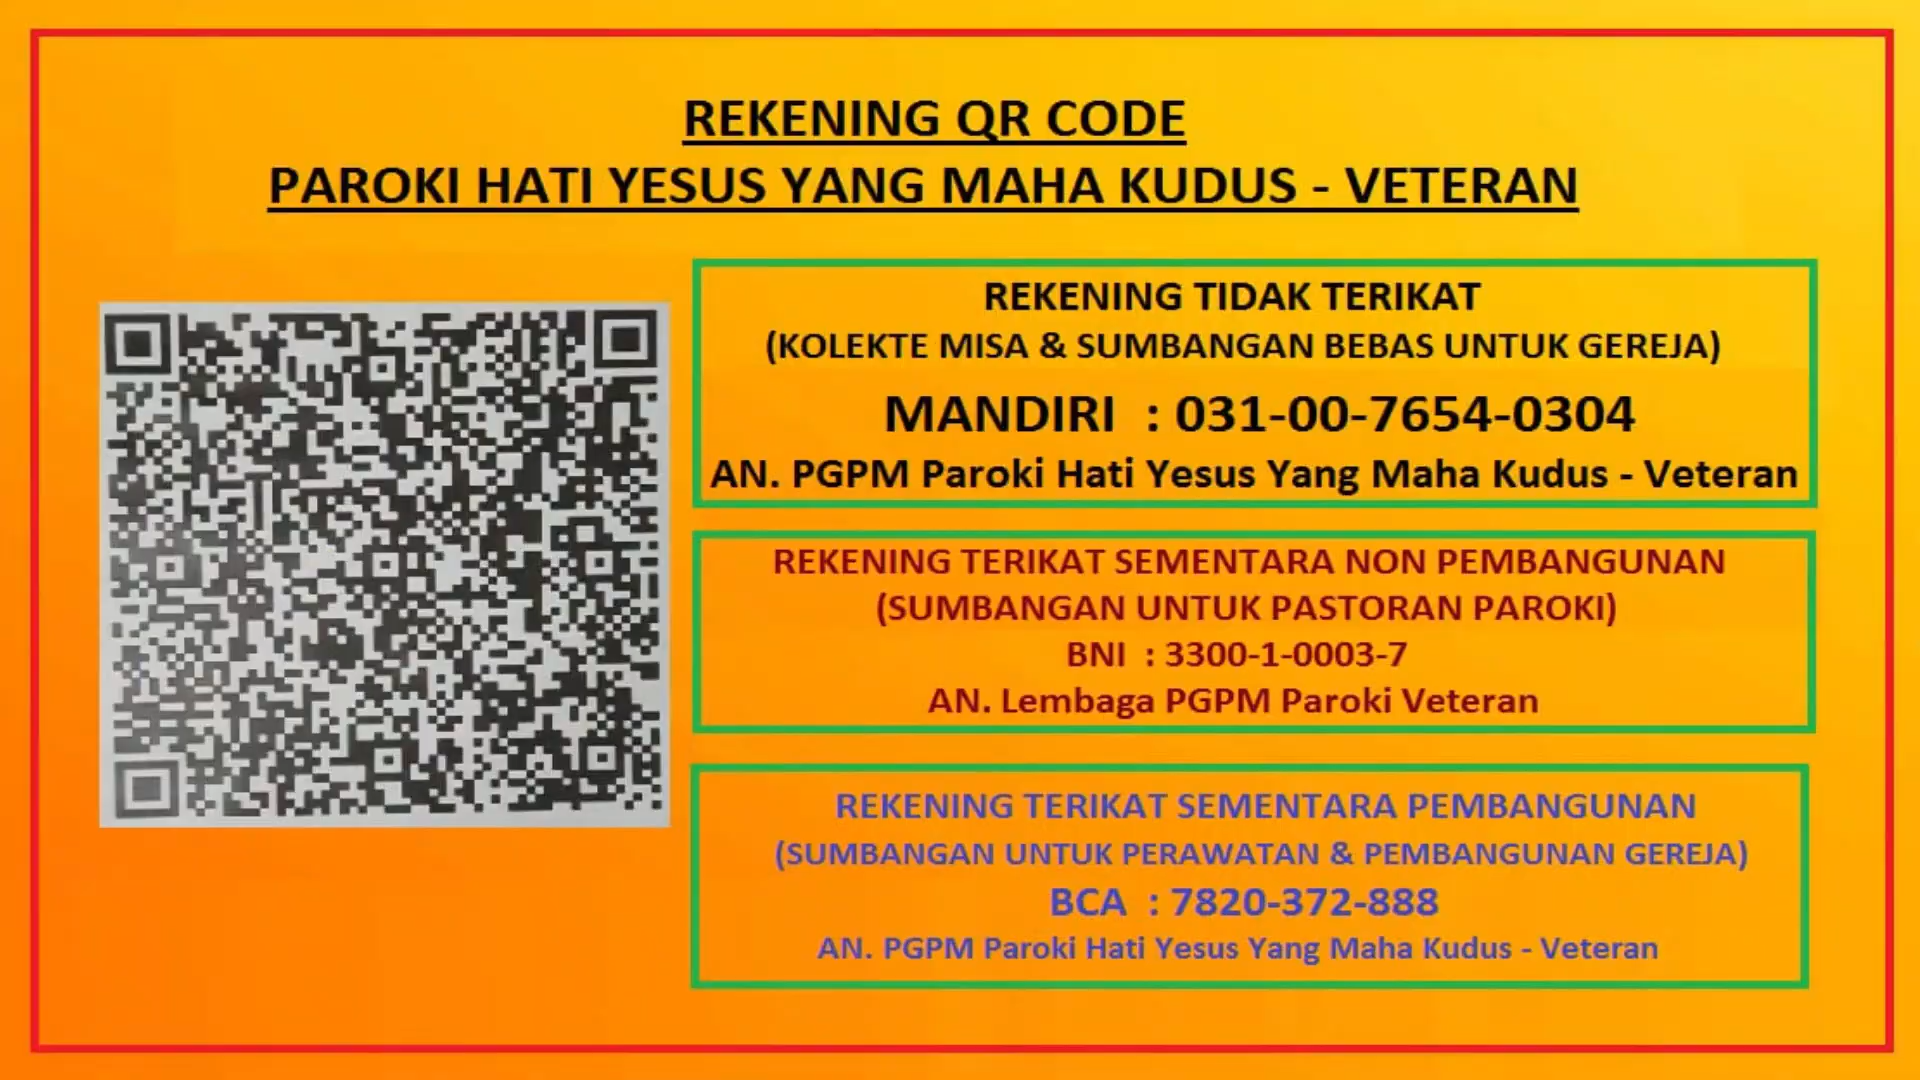 REKENING QR CODE
PAROKI HATI YESUS YANG MAHA KUDUS - VETERAN
REKENING TIDAK TERIKAT
(KOLEKTE MISA & SUMBANGAN BEBAS UNTUK GEREJA)
MANDIRI : 031-00-7654-0304
AN. PGPM Paroki Hati Yesus Yang Maha Kudus - Veteran
REKENING TERIKAT SEMENTARA NON PEMBANGUNAN
(SUMBANGAN UNTUK PASTORAN PAROKI)
BNI : 3300-1-0003-7
AN. Lembaga PGPM Paroki Veteran
REKENING TERIKAT SEMENTARA PEMBANGUNAN
(SUMBANGAN UNTUK PERAWATAN & PEMBANGUNAN GEREJA)
BCA : 7820-372-888
AN. PGPM Paroki Hati Yesus Yang Maha Kudus - Veteran